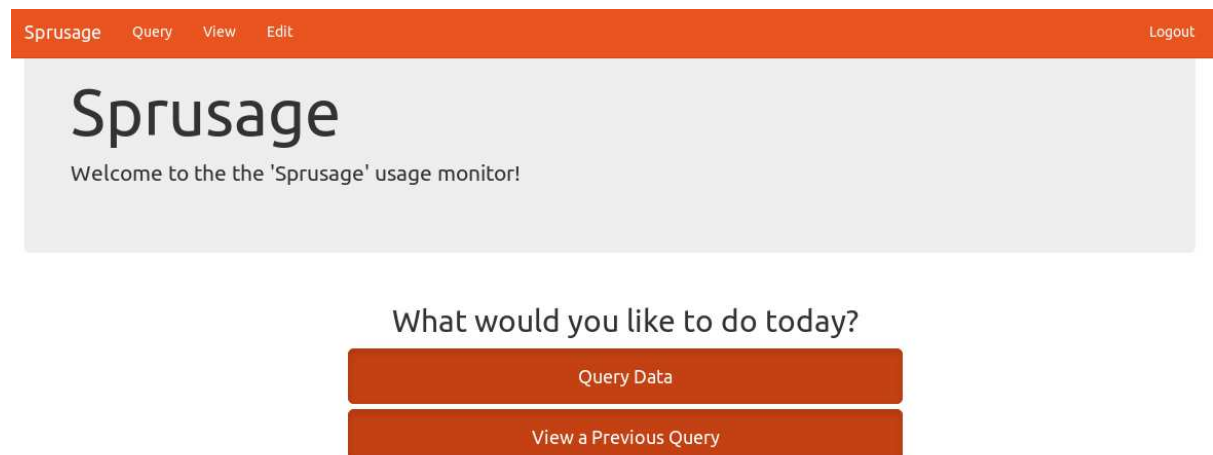 Sprusage Query View Edit Logout
Sprusage
Welcome to the the 'Sprusage' usage monitor!
What would you like to do today?
Query Data
View a Previous Query